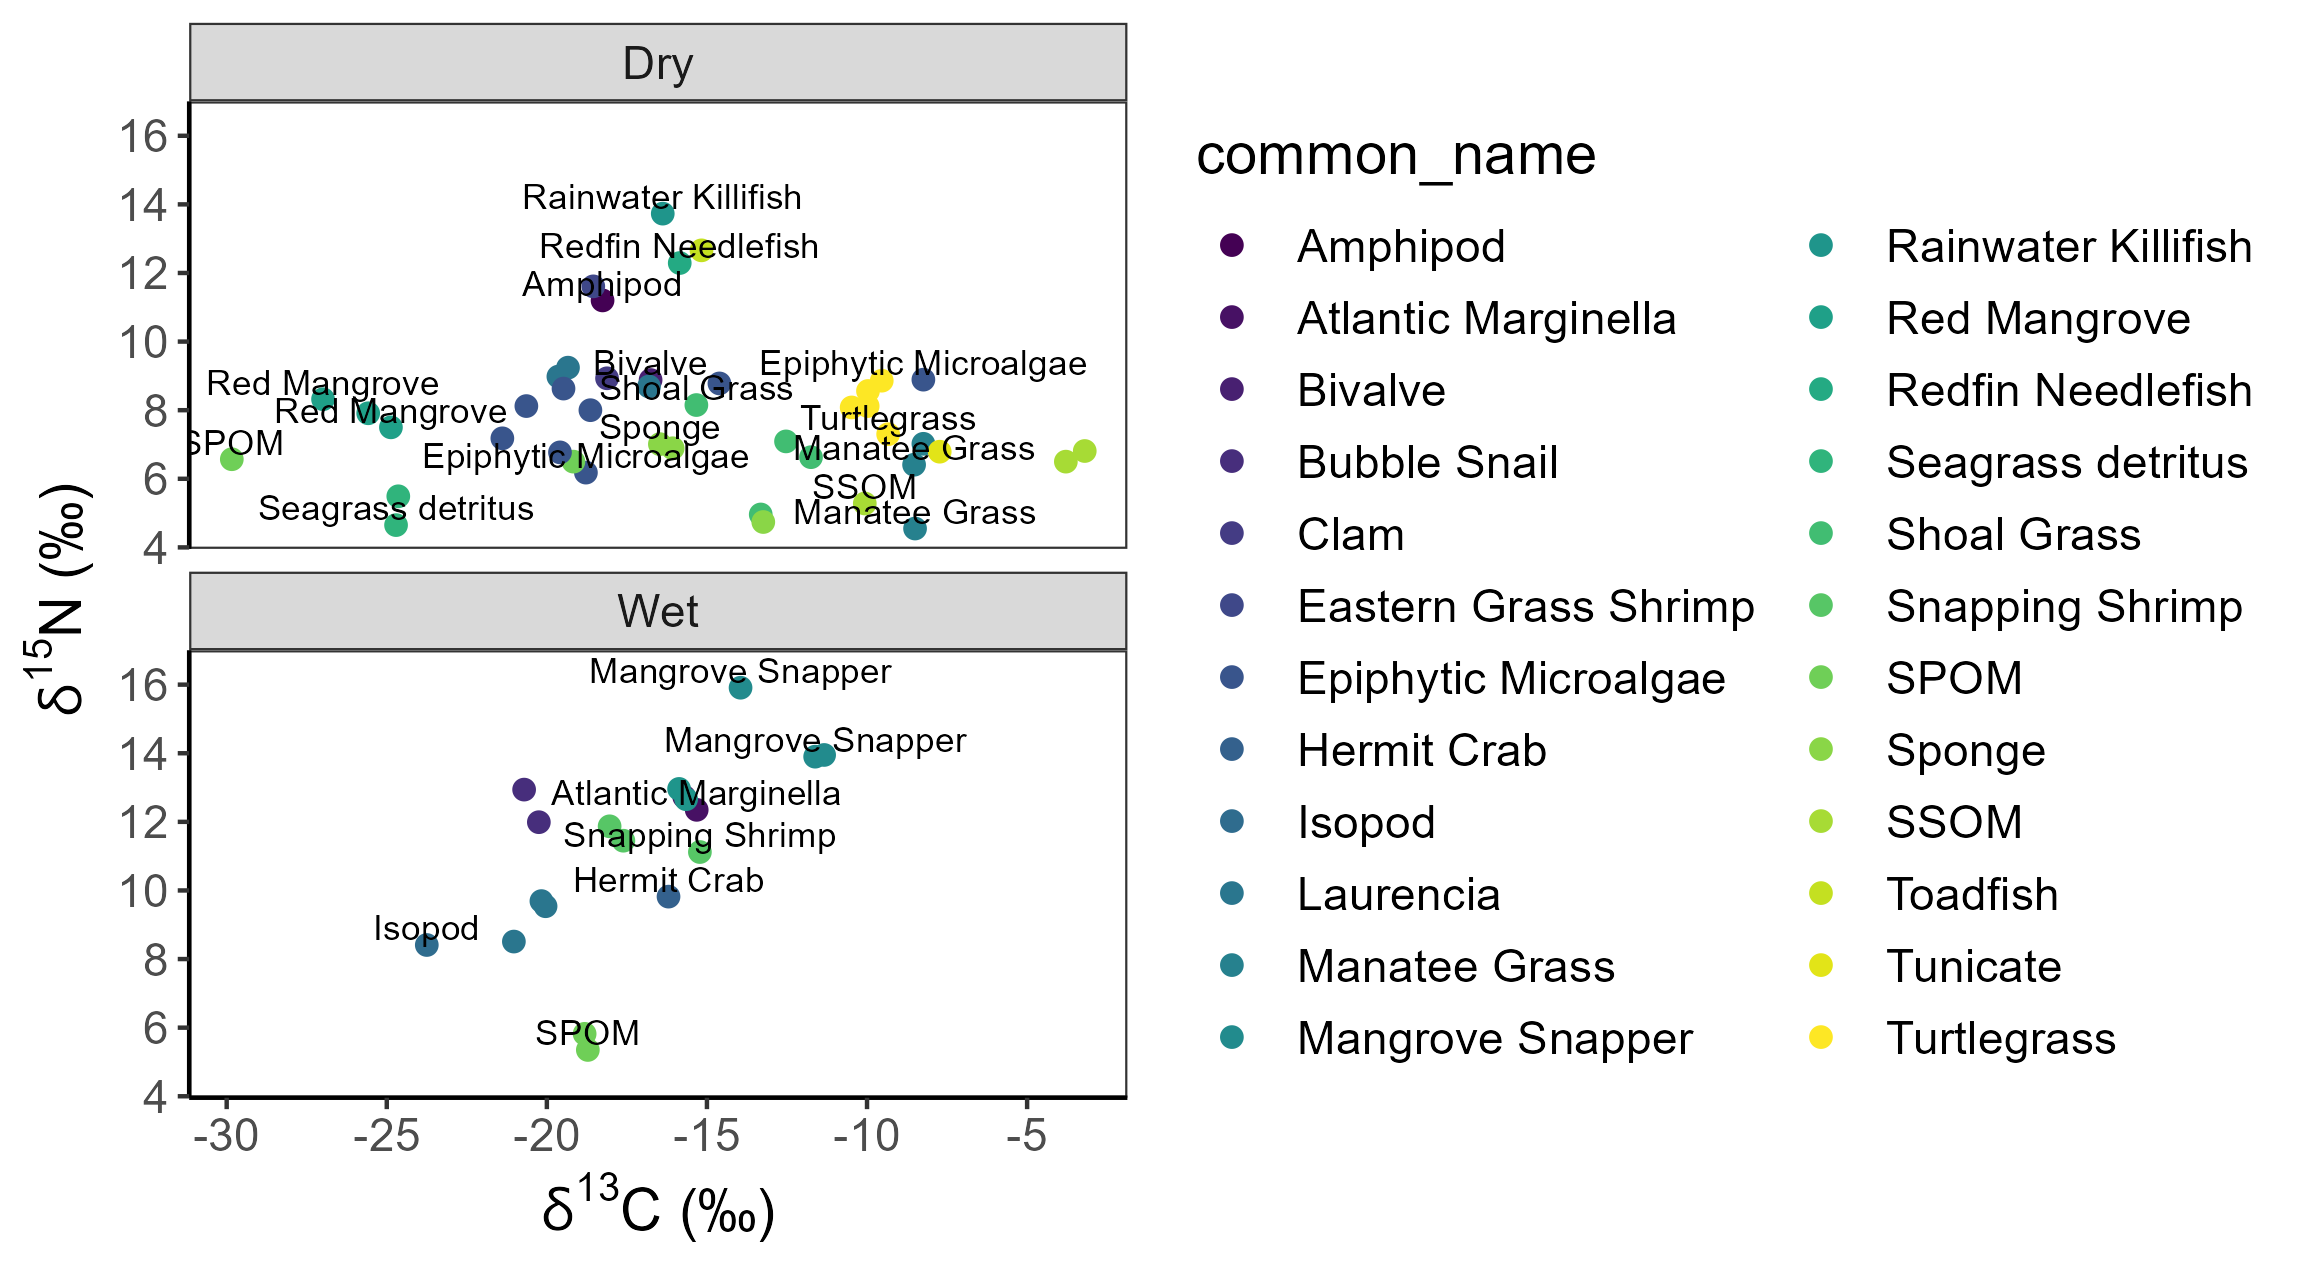 Dry
16
14
12
10
8
6
4
Rainwater Killifish
Redfin Needlefish
Amphipod
Bivalve
Epiphytic Microalgae
Red Mangrove
Shoal Grass
Red Mangrove
Turtlegrass
Sponge
SPOM
Manatee Grass
Epiphytic Microalgae
SSOM
Seagrass detritus
Manatee Grass
Wet
16
14
12
10
8
6
4
Mangrove Snapper
Mangrove Snapper
Atlantic Marginella
Snapping Shrimp
Hermit Crab
Isopod
SPOM
-30 -25 -20 -15 -10 -5
δ13C (‰)
δ15N (‰)
common_name
Amphipod
Atlantic Marginella
Bivalve
Bubble Snail
Clam
Eastern Grass Shrimp
Epiphytic Microalgae
Hermit Crab
Isopod
Laurencia
Manatee Grass
Mangrove Snapper
Rainwater Killifish
Red Mangrove
Redfin Needlefish
Seagrass detritus
Shoal Grass
Snapping Shrimp
SPOM
Sponge
SSOM
Toadfish
Tunicate
Turtlegrass